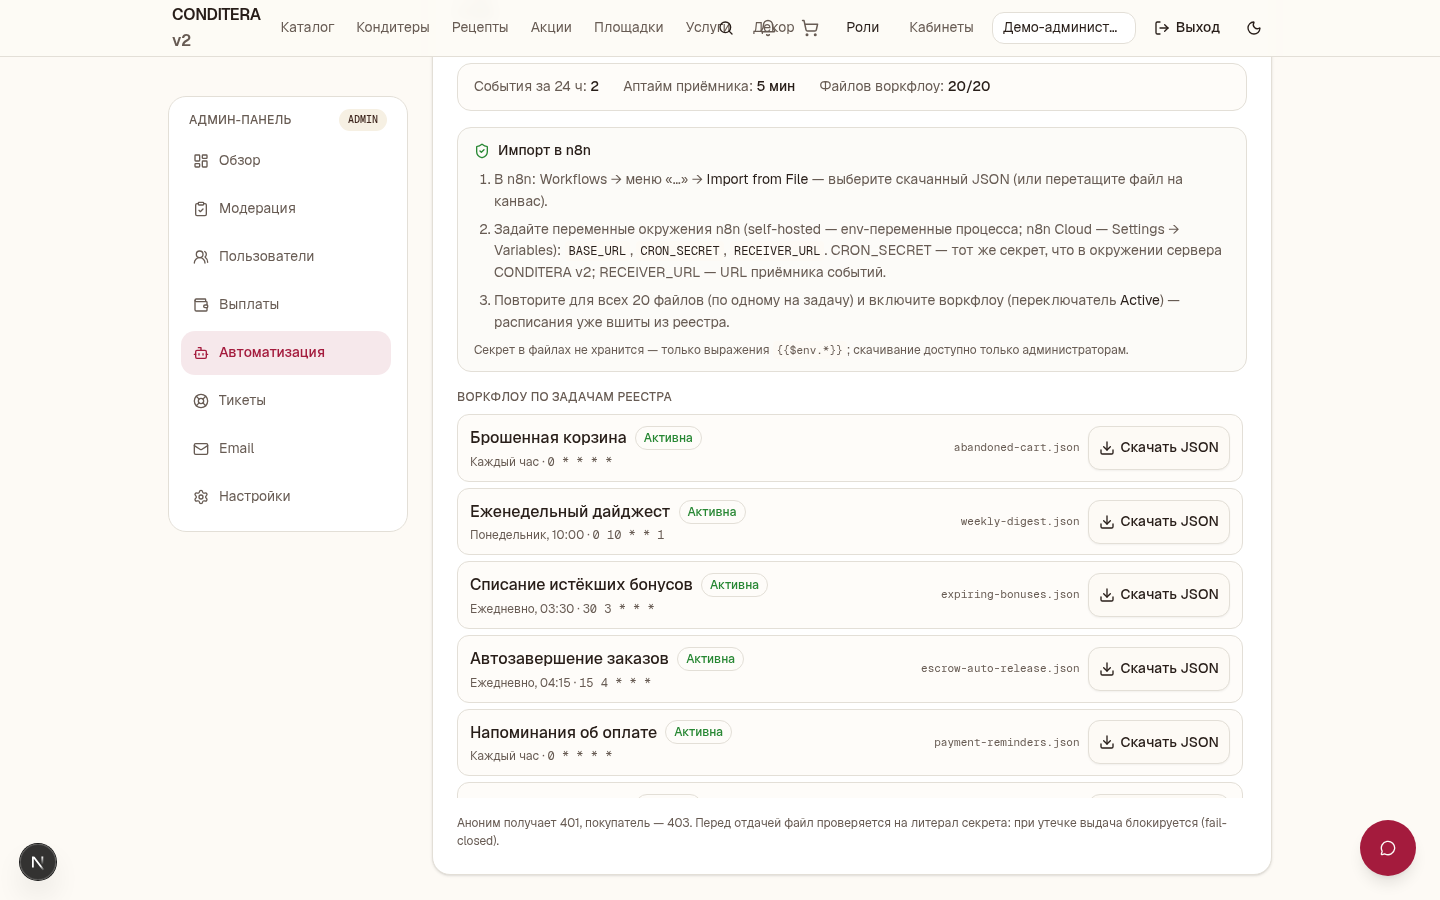 CONDITERA
v2
Каталог Кондитеры Рецепты Акции Площадки Услуги Декор Роли Кабинеты Демо-админист… Выход
АДМИН-ПАНЕЛЬ ADMIN
Обзор
Модерация
Пользователи
Выплаты
Автоматизация
Тикеты
Email
Настройки
События за 24 ч: 2 Аптайм приёмника: 5 мин Файлов воркфлоу: 20/20
Импорт в n8n
1. В n8n: Workflows → меню «…» → Import from File — выберите скачанный JSON (или перетащите файл на
канвас).
2. Задайте переменные окружения n8n (self-hosted — env-переменные процесса; n8n Cloud — Settings →
Variables): BASE_URL, CRON_SECRET, RECEIVER_URL. CRON_SECRET — тот же секрет, что в окружении сервера
CONDITERA v2; RECEIVER_URL — URL приёмника событий.
3. Повторите для всех 20 файлов (по одному на задачу) и включите воркфлоу (переключатель Active) —
расписания уже вшиты из реестра.
Секрет в файлах не хранится — только выражения {{$env.*}}; скачивание доступно только администраторам.
ВОРКФЛОУ ПО ЗАДАЧАМ РЕЕСТРА
Брошенная корзина Активна
Каждый час · 0 * * * *
abandoned-cart.json Скачать JSON
Еженедельный дайджест Активна
Понедельник, 10:00 · 0 10 * * 1
weekly-digest.json Скачать JSON
Списание истёкших бонусов Активна
Ежедневно, 03:30 · 30 3 * * *
expiring-bonuses.json Скачать JSON
Автозавершение заказов Активна
Ежедневно, 04:15 · 15 4 * * *
escrow-auto-release.json Скачать JSON
Напоминания об оплате Активна
Каждый час · 0 * * * *
payment-reminders.json Скачать JSON
Аноним получает 401, покупатель — 403. Перед отдачей файл проверяется на литерал секрета: при утечке выдача блокируется (fail-
closed).